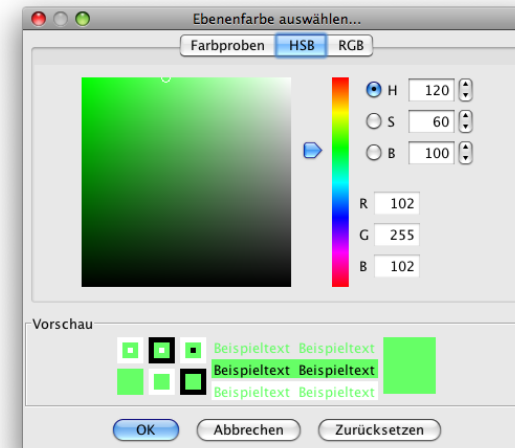 Ebenenfarbe auswählen...
Farbproben HSB RGB
H 120
S 60
B 100
R 102
G 255
B 102
Vorschau
Beispieltext Beispieltext
Beispieltext Beispieltext
Beispieltext Beispieltext
OK Abbrechen Zurücksetzen